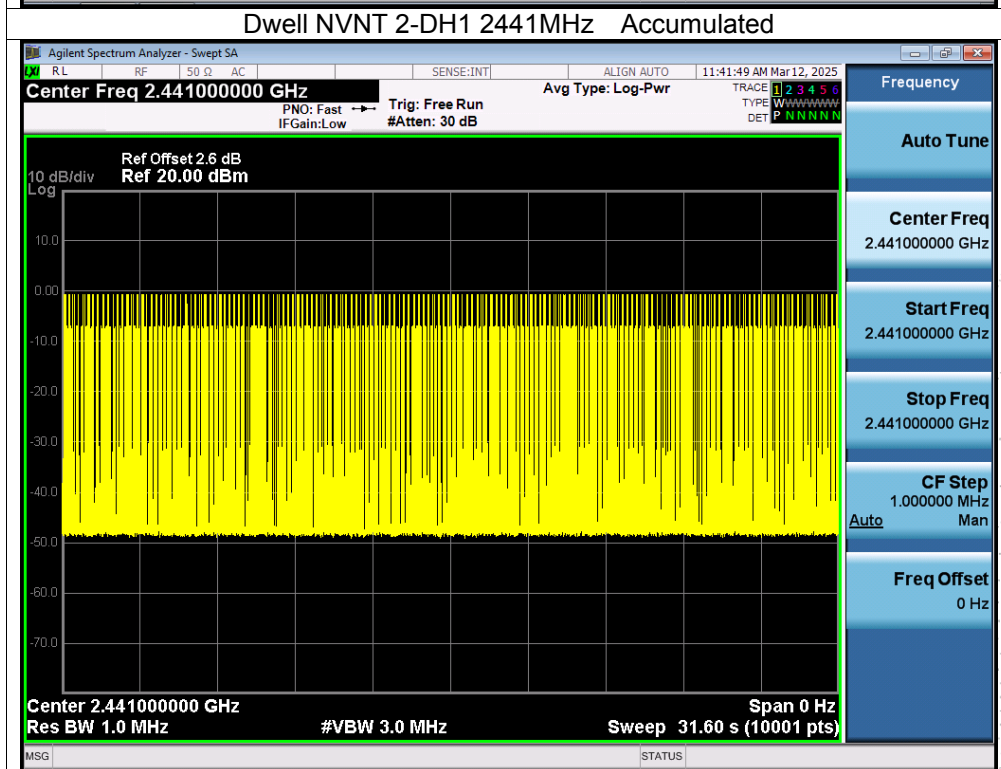 Dwell NVNT 2-DH1 2441MHz Accumulated
Agilent Spectrum Analyzer - Swept SA
LXI RL RF 50 Ω AC SENSE:INT ALIGN AUTO 11:41:49 AM Mar 12, 2025
Center Freq 2.441000000 GHz
Avg Type: Log-Pwr
TRACE 1 2 3 4 5 6
PNO: Fast
Trig: Free Run
TYPE W W W W W W
IFGain:Low
#Atten: 30 dB
DET P N N N N N
Ref Offset 2.6 dB
10 dB/div Ref 20.00 dBm
Log
10.0
0.00
-10.0
-20.0
-30.0
-40.0
-50.0
-60.0
-70.0
Center 2.441000000 GHz Span 0 Hz
Res BW 1.0 MHz #VBW 3.0 MHz Sweep 31.60 s (10001 pts)
MSG STATUS
Frequency
Auto Tune
Center Freq
2.441000000 GHz
Start Freq
2.441000000 GHz
Stop Freq
2.441000000 GHz
CF Step
1.000000 MHz
Auto Man
Freq Offset
0 Hz